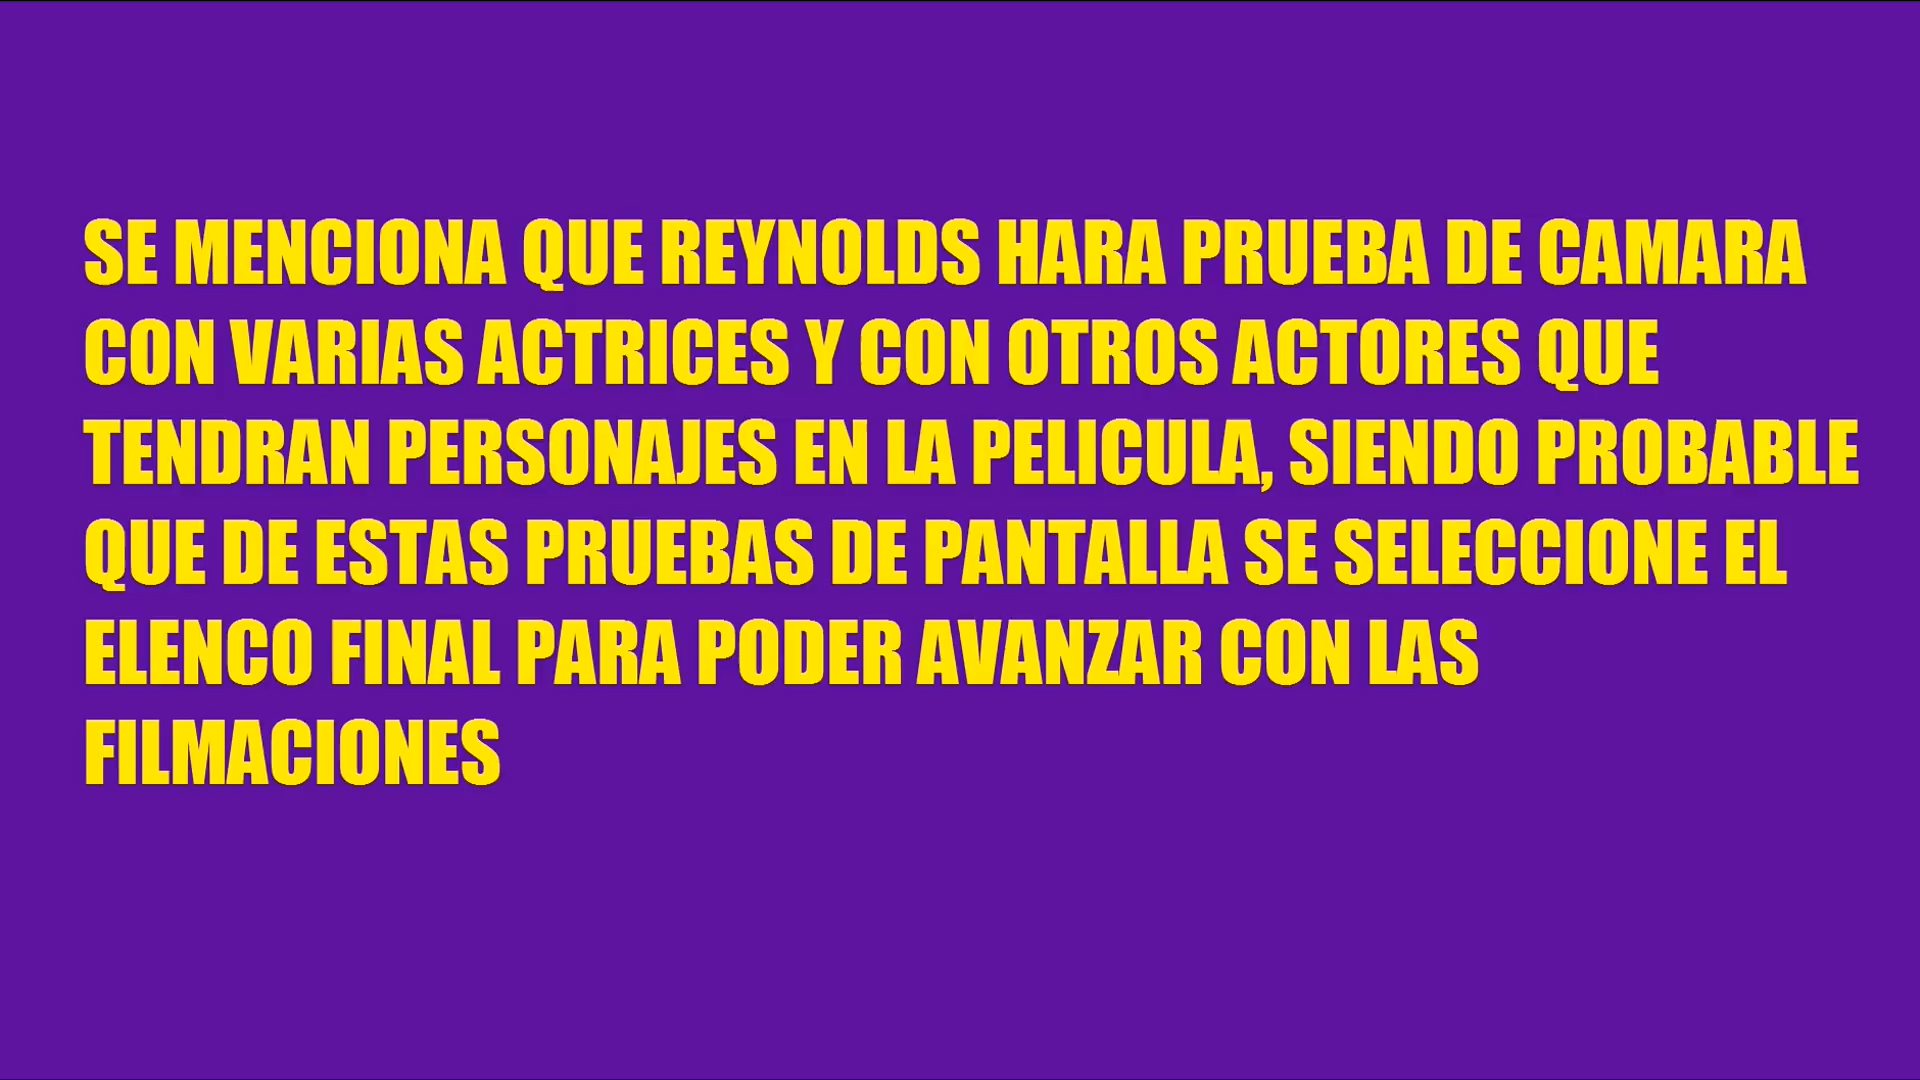 SE MENCIONA QUE REYNOLDS HARA PRUEBA DE CAMARA
CON VARIAS ACTRICES Y CON OTROS ACTORES QUE
TENDRAN PERSONAJES EN LA PELICULA, SIENDO PROBABLE
QUE DE ESTAS PRUEBAS DE PANTALLA SE SELECCIONE EL
ELENCO FINAL PARA PODER AVANZAR CON LAS
FILMACIONES